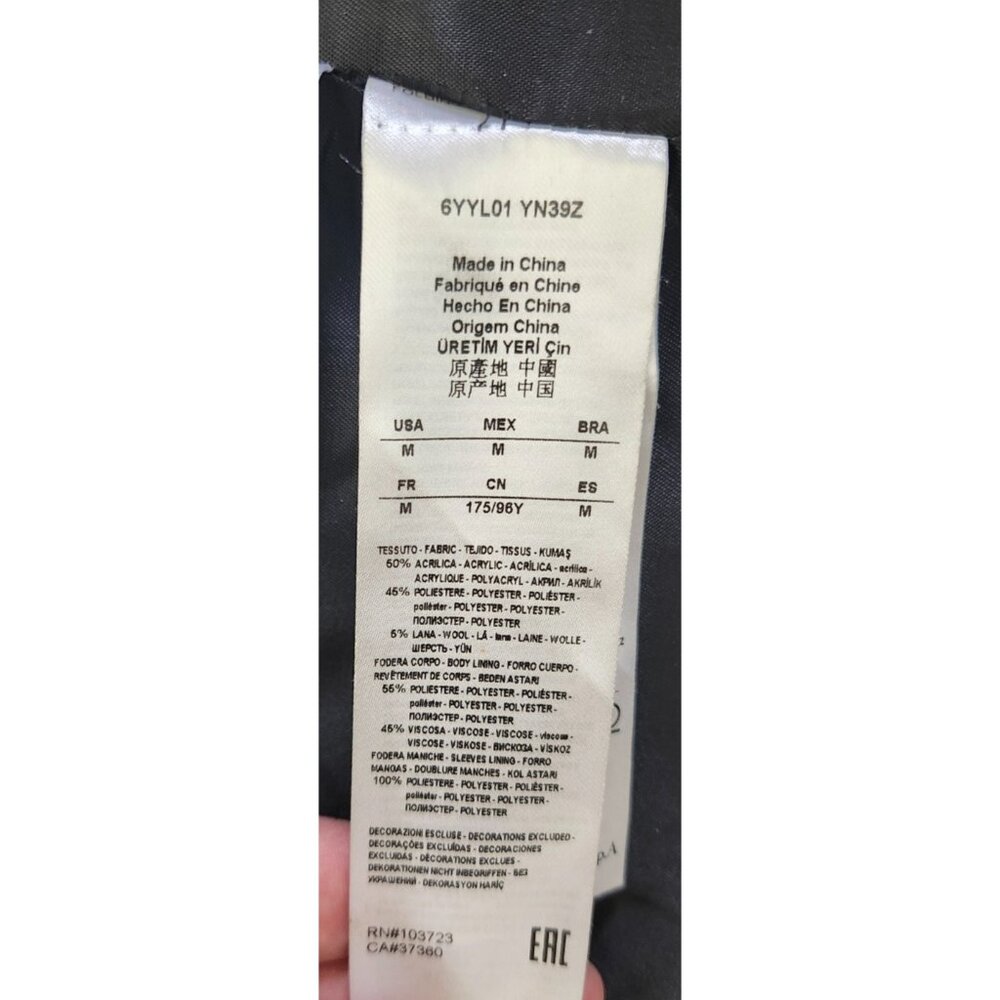 6YYL01 YN39Z
Made in China
Fabriqué en Chine
Hecho En China
Origem China
ÜRETİM YERİ Çin
原產地 中國
原产地 中国
USA MEX BRA
M M M
FR CN ES
M 175/96Y M
TESSUTO - FABRIC - TEJIDO - TISSUS - KUMAŞ
50% ACRILICA - ACRYLIC - ACRÍLICA - acrílico -
ACRYLIQUE - POLYACRYL - АКРИЛ - AKRİLİK
45% POLIESTERE - POLYESTER - POLIÉSTER -
poliéster - POLYESTER - POLYESTER -
ПОЛИЭСТЕР - POLYESTER
5% LANA - WOOL - LÃ - lana - LAINE - WOLLE -
ШЕРСТЬ - YÜN
FODERA CORPO - BODY LINING - FORRO CUERPO -
REVÊTEMENT DE CORPS - BEDEN ASTARI
55% POLIESTERE - POLYESTER - POLIÉSTER -
poliéster - POLYESTER - POLYESTER -
ПОЛИЭСТЕР - POLYESTER
45% VISCOSA - VISCOSE - VISCOSE - viscose -
VISCOSE - VISKOSE - ВИСКОЗА - VİSKOZ
FODERA MANICHE - SLEEVES LINING - FORRO
MANGAS - DOUBLURE MANCHES - KOL ASTARI
100% POLIESTERE - POLYESTER - POLIÉSTER -
poliéster - POLYESTER - POLYESTER -
ПОЛИЭСТЕР - POLYESTER
DECORAZIONI ESCLUSE - DECORATIONS EXCLUDED -
DECORAÇÕES EXCLUÍDAS - DECORACIONES
EXCLUIDAS - DÉCORATIONS EXCLUES -
DEKORATIONEN NICHT INBEGRIFFEN - БЕЗ
УКРАШЕНИЙ - DEKORASYON HARİÇ
RN#103723
CA#37360
EAC